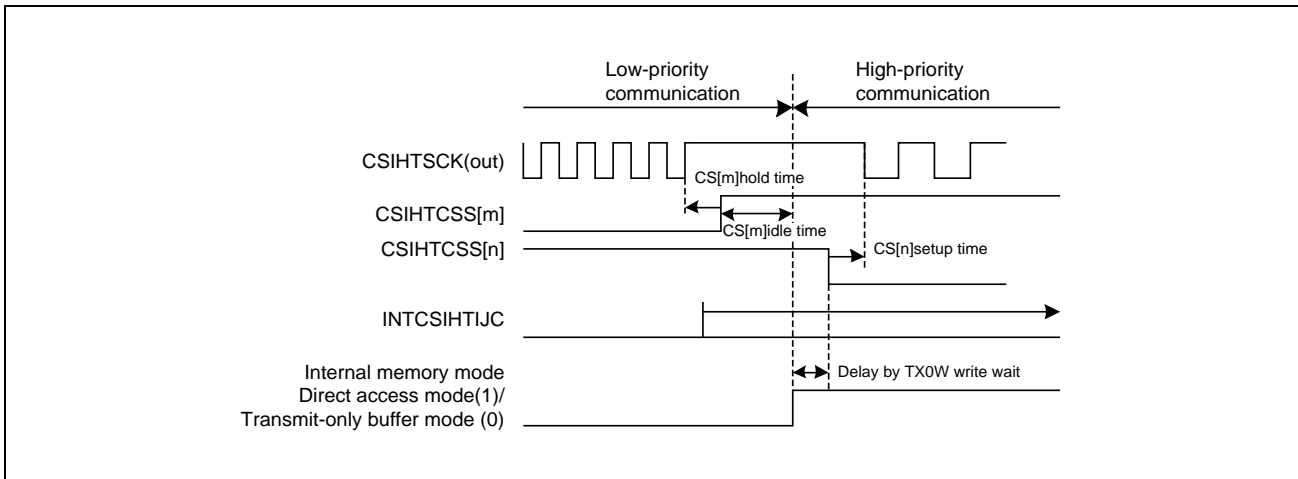 Low-priority
communication
High-priority
communication
CSIHTSCK(out)
CS[m]hold time
CSIHTCSS[m]
CS[m]idle time
CSIHTCSS[n]
CS[n]setup time
INTCSIHTIJC
Internal memory mode
Direct access mode(1)/
Transmit-only buffer mode (0)
Delay by TX0W write wait